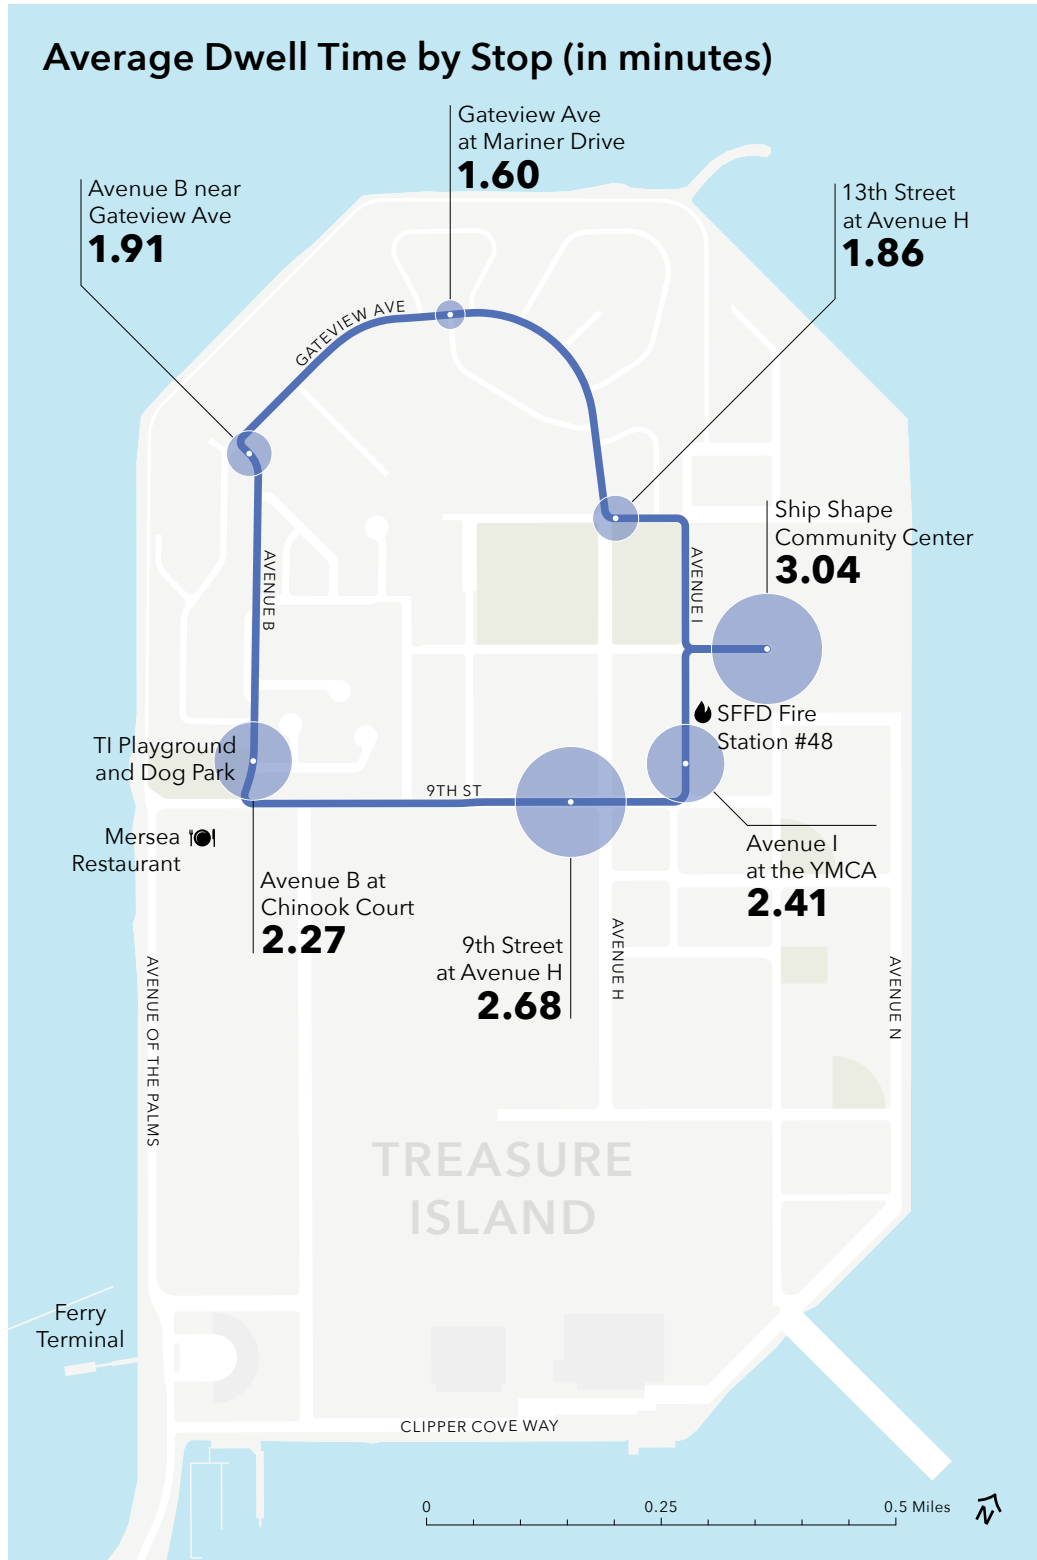 Average Dwell Time by Stop (in minutes)
Gateview Ave
at Mariner Drive
1.60
Avenue B near
Gateview Ave
1.91
13th Street
at Avenue H
1.86
GATEVIEW AVE
Ship Shape
Community Center
3.04
AVENUE B
AVENUE I
SFFD Fire
Station #48
TI Playground
and Dog Park
9TH ST
Mersea
Restaurant
Avenue I
at the YMCA
2.41
Avenue B at
Chinook Court
2.27
9th Street
at Avenue H
2.68
AVENUE H
AVENUE OF THE PALMS
AVENUE N
TREASURE
ISLAND
Ferry
Terminal
CLIPPER COVE WAY
0 0.25 0.5 Miles
N